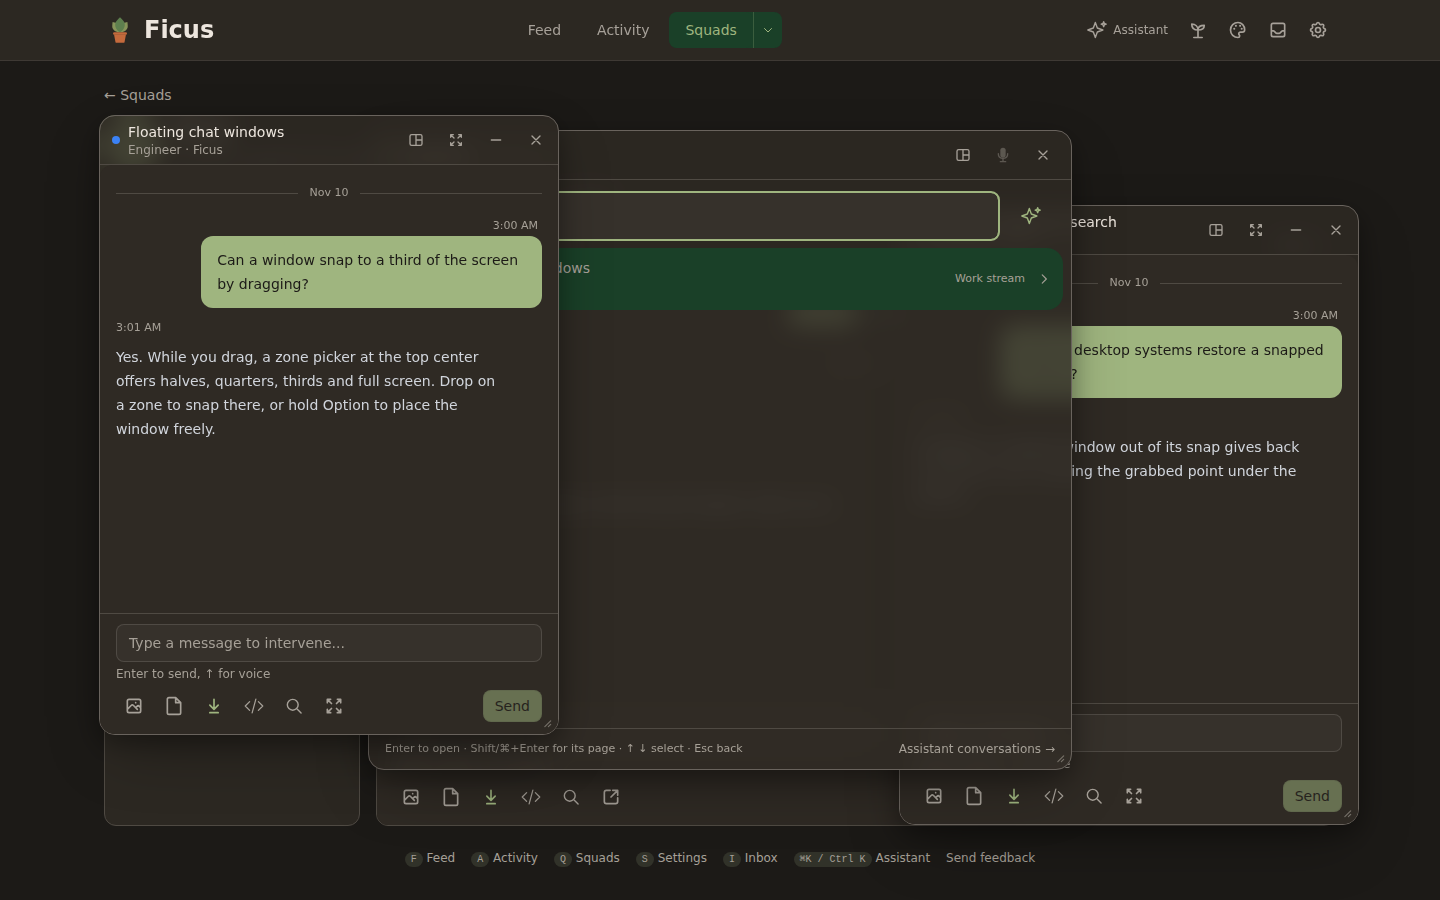 Ficus
Feed
Activity
Squads
Assistant
← Squads
Floating chat windows
Engineer · Ficus
Nov 10
3:00 AM
Can a window snap to a third of the screen
by dragging?
3:01 AM
Yes. While you drag, a zone picker at the top center
offers halves, quarters, thirds and full screen. Drop on
a zone to snap there, or hold Option to place the
window freely.
Type a message to intervene...
Enter to send, ↑ for voice
Send
Work stream
Enter to open · Shift/⌘+Enter for its page · ↑ ↓ select · Esc back
Assistant conversations →
search
Nov 10
3:00 AM
desktop systems restore a snapped
?
window out of its snap gives back
ing the grabbed point under the
Send
F Feed
A Activity
Q Squads
S Settings
I Inbox
⌘K / Ctrl K Assistant
Send feedback